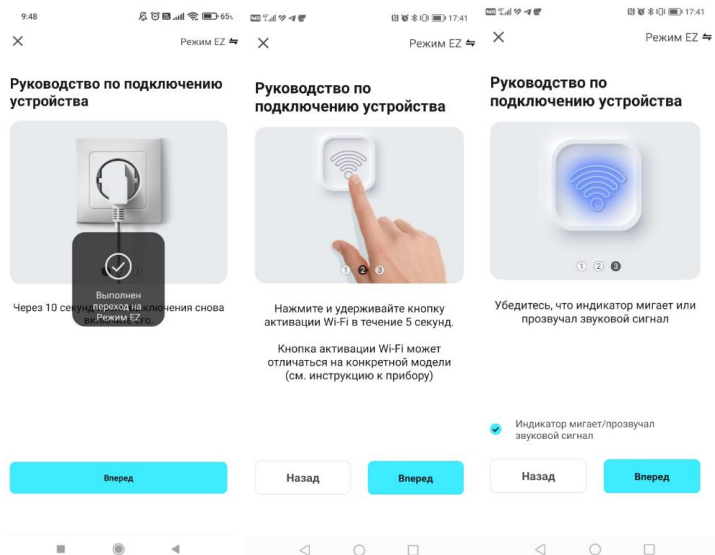 9:48
65%
Режим EZ
Руководство по подключению
устройства
Выполнен
переход на
Режим EZ
Через 10 секунд
включите его.
Вперед
17:41
Режим EZ
Руководство по
подключению устройства
1 2 3
Нажмите и удерживайте кнопку
активации Wi-Fi в течение 5 секунд.
Кнопка активации Wi-Fi может
отличаться на конкретной модели
(см. инструкцию к прибору)
Назад
Вперед
17:41
Режим EZ
Руководство по
подключению устройства
1 2 3
Убедитесь, что индикатор мигает или
прозвучал звуковой сигнал
Индикатор мигает/прозвучал
звуковой сигнал
Назад
Вперед